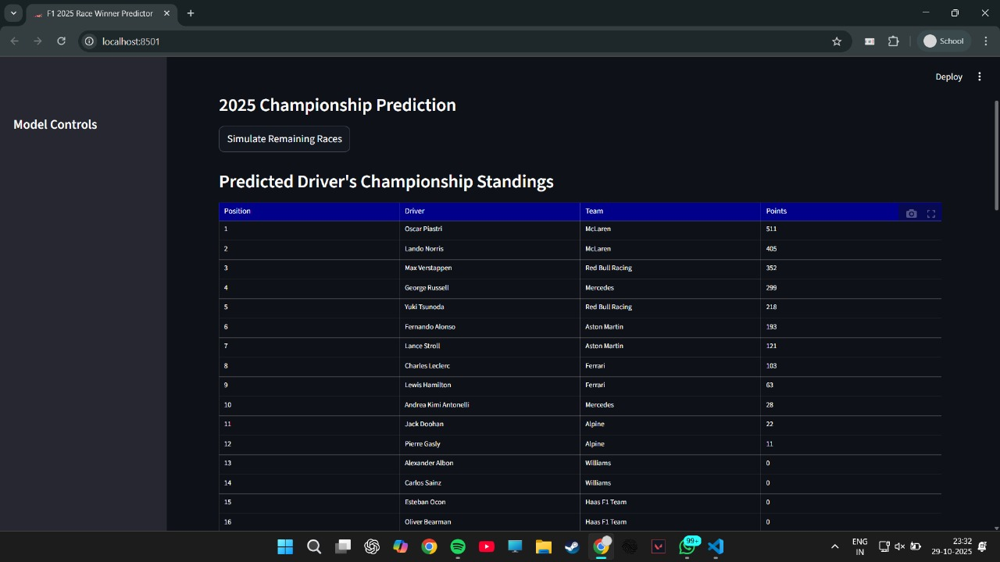 F1 2025 Race Winner Predictor
localhost:8501
School
Deploy
Model Controls
2025 Championship Prediction
Simulate Remaining Races
Predicted Driver's Championship Standings
Position Driver Team Points
1 Oscar Piastri McLaren 511
2 Lando Norris McLaren 405
3 Max Verstappen Red Bull Racing 352
4 George Russell Mercedes 299
5 Yuki Tsunoda Red Bull Racing 218
6 Fernando Alonso Aston Martin 193
7 Lance Stroll Aston Martin 121
8 Charles Leclerc Ferrari 103
9 Lewis Hamilton Ferrari 63
10 Andrea Kimi Antonelli Mercedes 28
11 Jack Doohan Alpine 22
12 Pierre Gasly Alpine 11
13 Alexander Albon Williams 0
14 Carlos Sainz Williams 0
15 Esteban Ocon Haas F1 Team 0
16 Oliver Bearman Haas F1 Team 0
99+
ENG
IN
23:32
29-10-2025